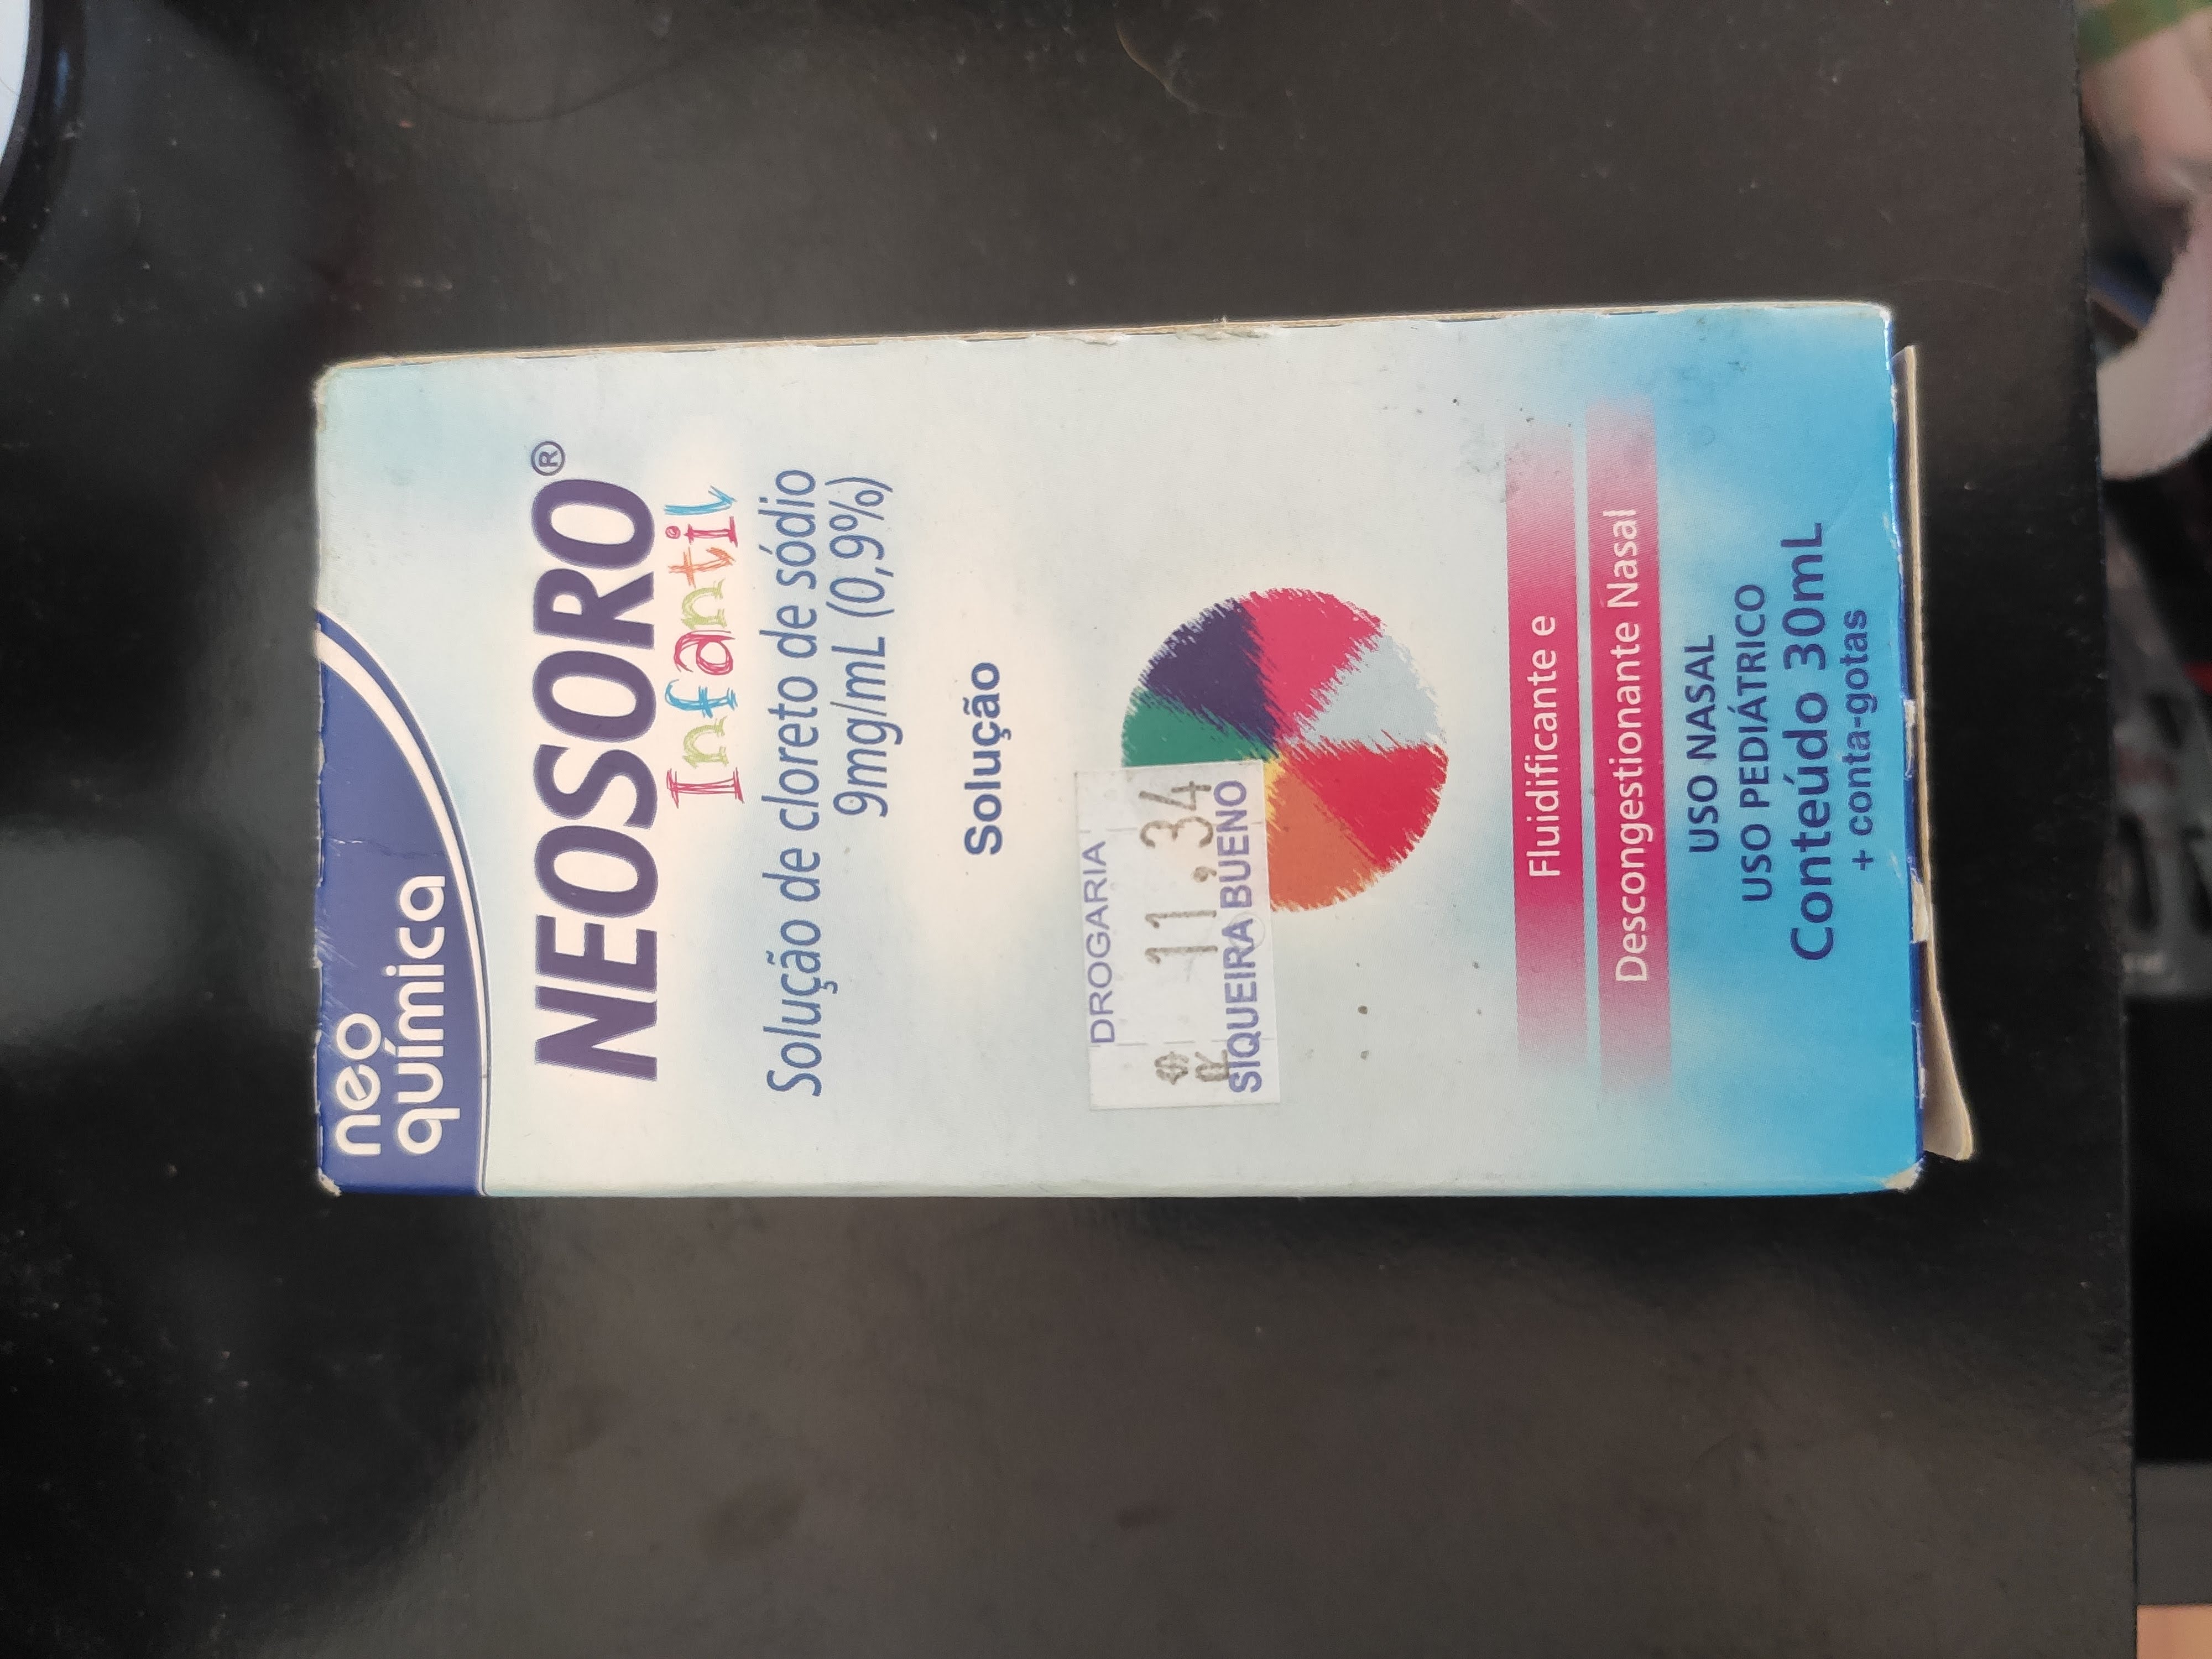 neo
química
NEOSORO®
Infantil
Solução de cloreto de sódio
9mg/mL (0,9%)
Solução
DROGARIA
R$ 11,34
SIQUEIRA BUENO
Fluidificante e
Descongestionante Nasal
USO NASAL
USO PEDIÁTRICO
Conteúdo 30mL
+ conta-gotas